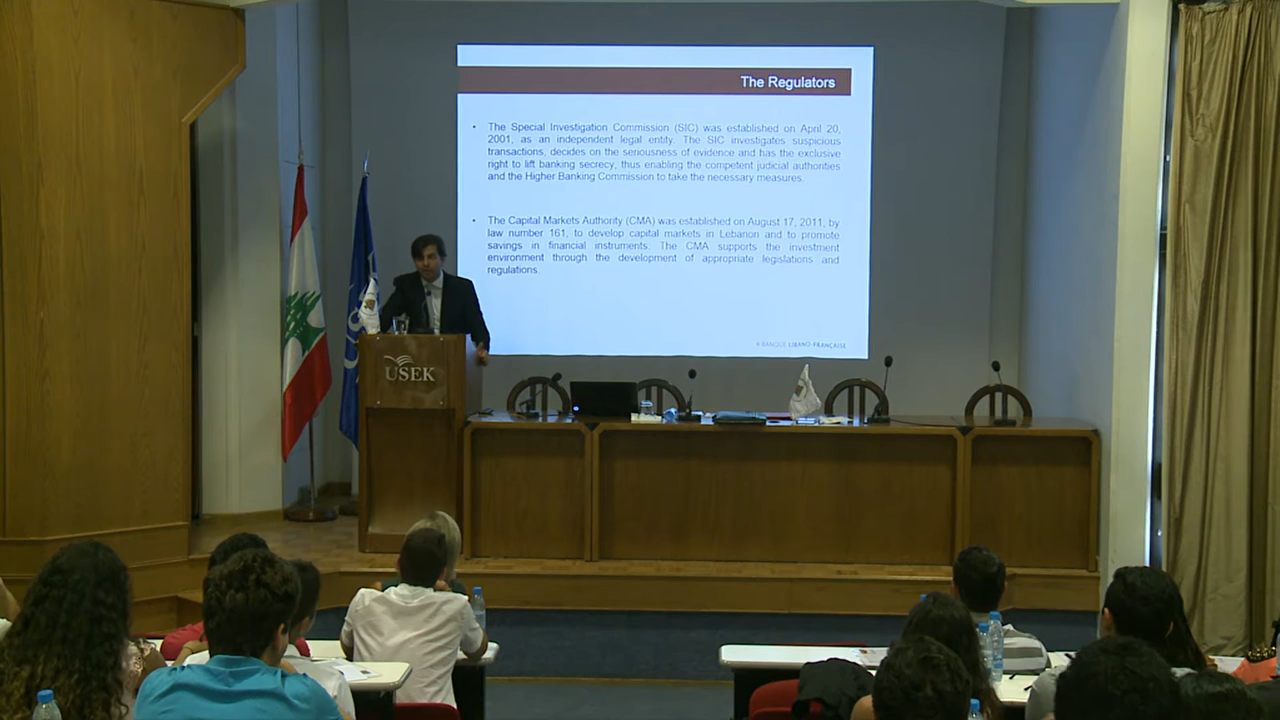 The Regulators
• The Special Investigation Commission (SIC) was established on April 20,
2001, as an independent legal entity. The SIC investigates suspicious
transactions, decides on the seriousness of evidence and has the exclusive
right to lift banking secrecy, thus enabling the competent judicial authorities
and the Higher Banking Commission to take the necessary measures.
• The Capital Markets Authority (CMA) was established on August 17, 2011, by
law number 161, to develop capital markets in Lebanon and to promote
savings in financial instruments. The CMA supports the investment
environment through the development of appropriate legislations and
regulations.
BANQUE LIBANO-FRANÇAISE
USEK